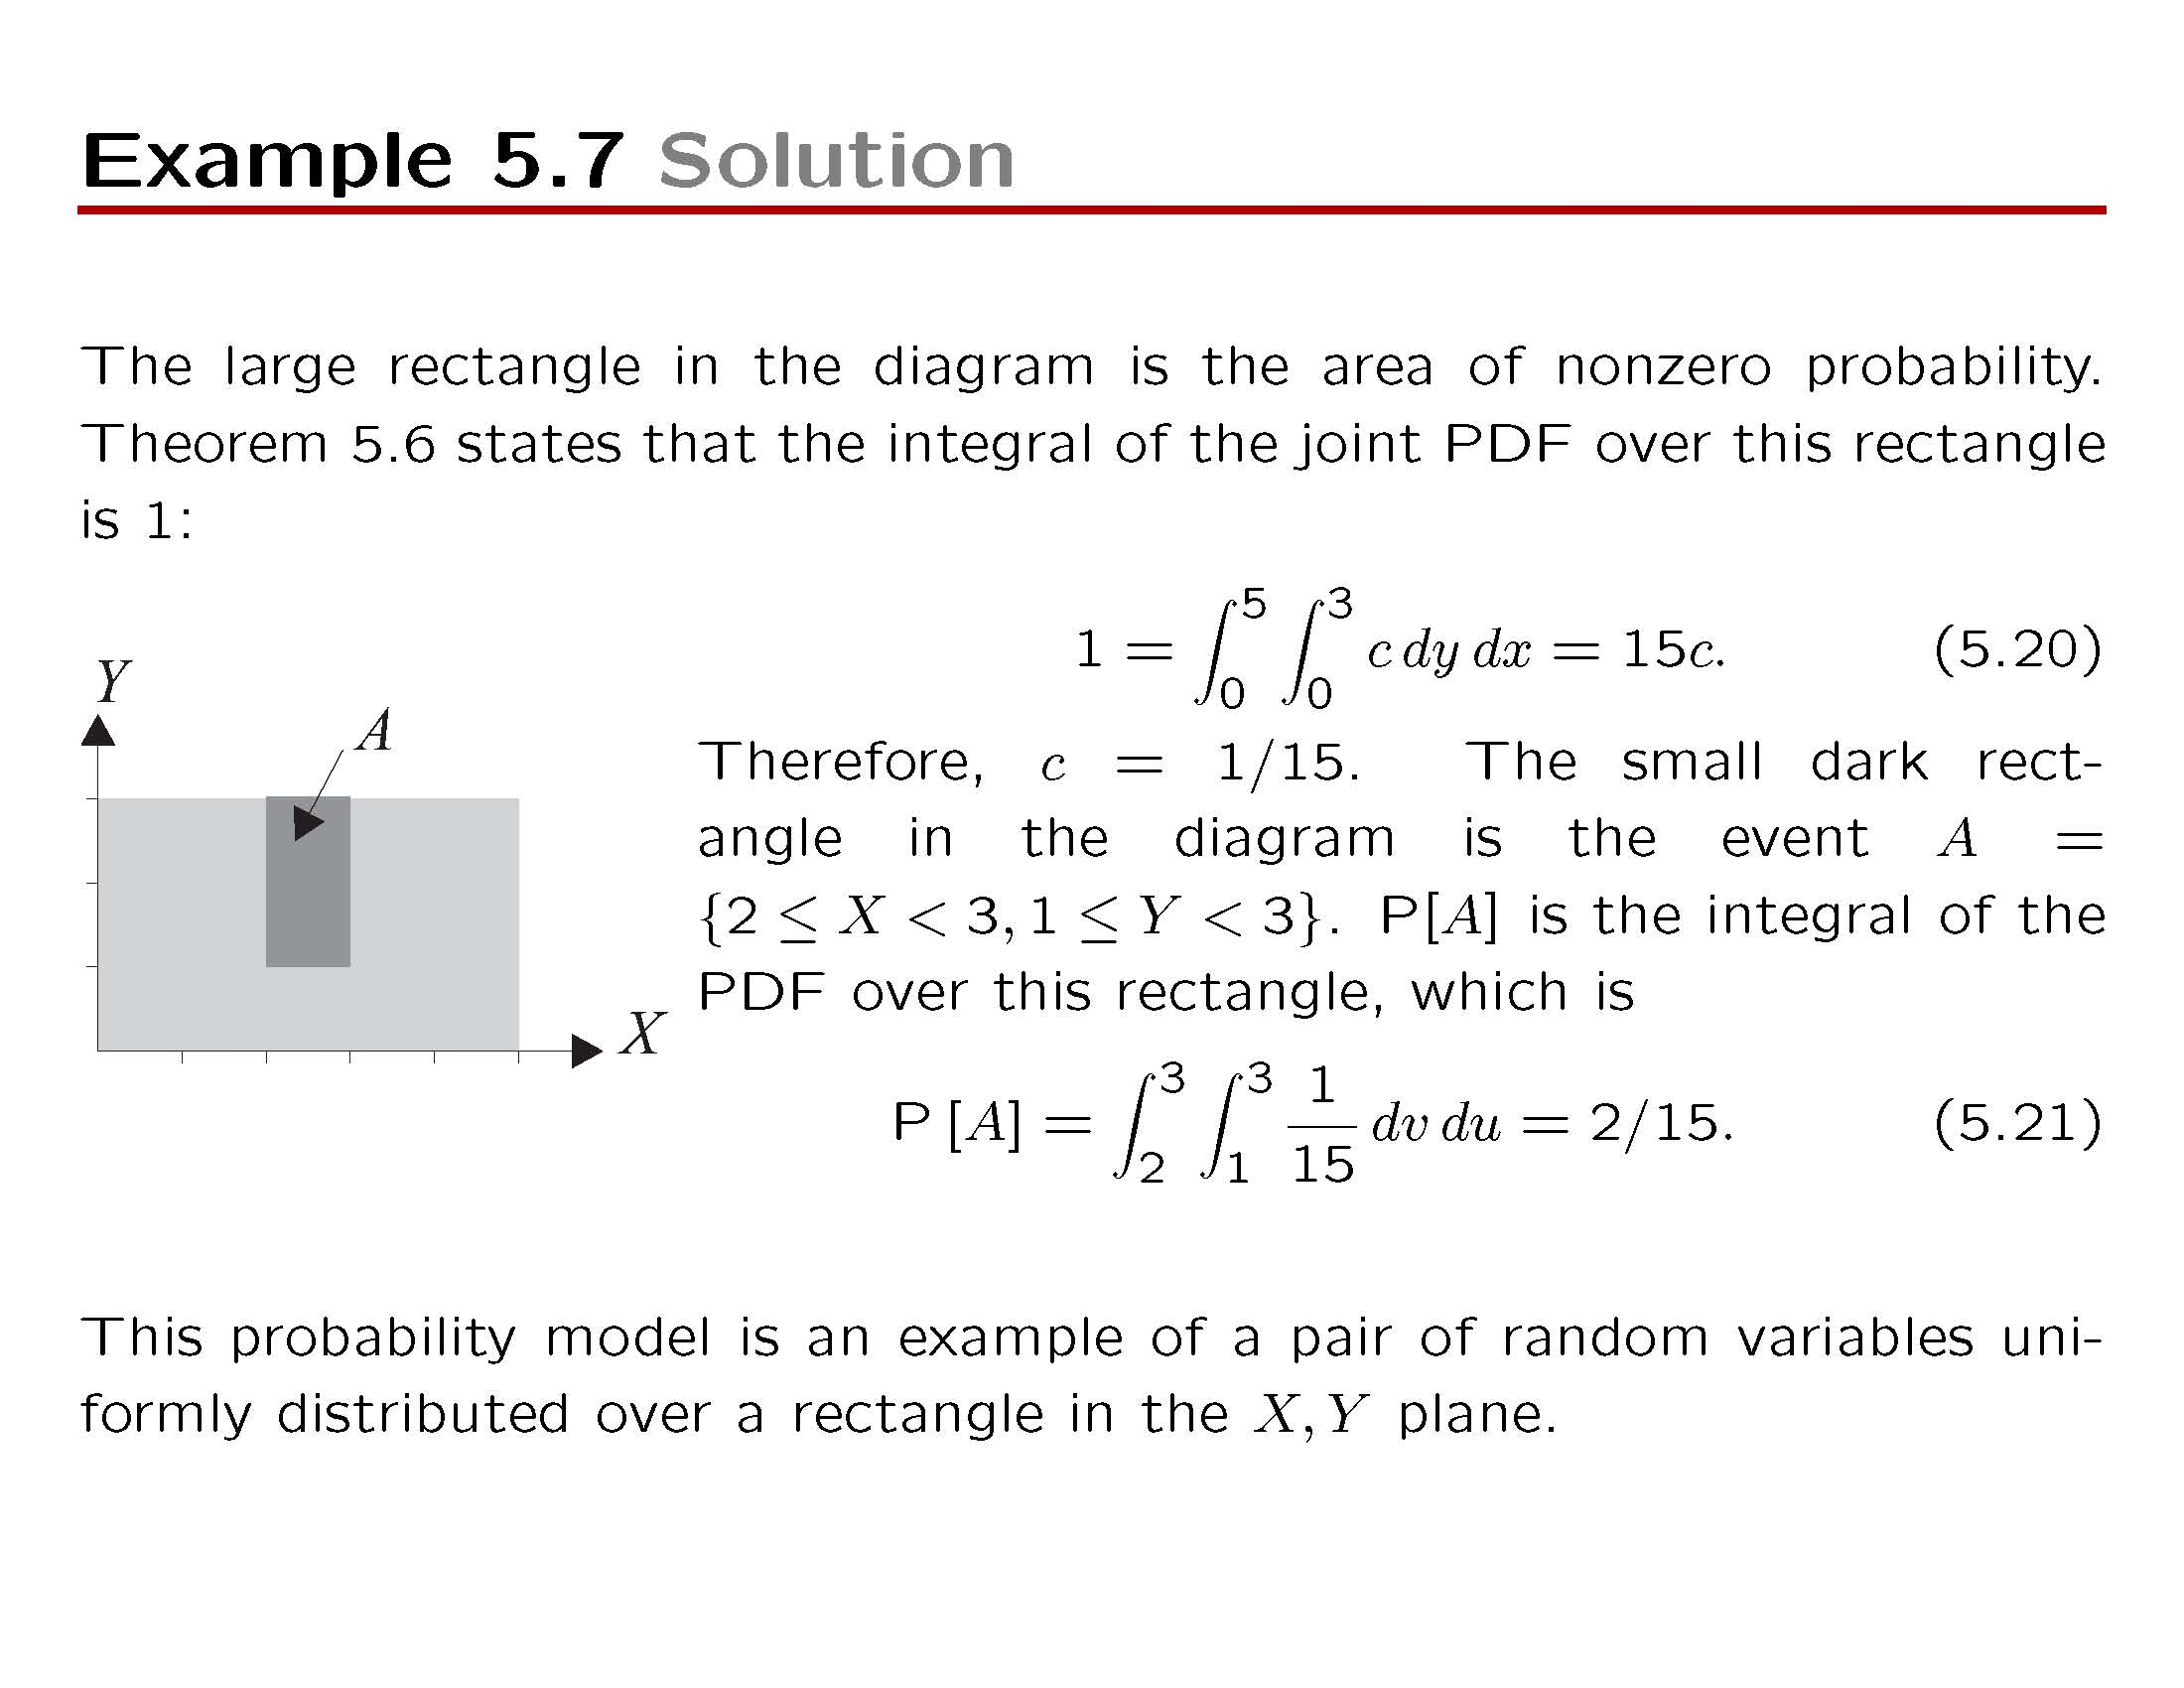 Example 5.7 Solution
The large rectangle in the diagram is the area of nonzero probability.
Theorem 5.6 states that the integral of the joint PDF over this rectangle
is 1:
1 = ∫_0^5 ∫_0^3 c dy dx = 15c. (5.20)
Y
A
X
Therefore, c = 1/15. The small dark rect-
angle in the diagram is the event A =
{2 ≤ X < 3, 1 ≤ Y < 3}. P[A] is the integral of the
PDF over this rectangle, which is
P [A] = ∫_2^3 ∫_1^3 1/15 dv du = 2/15. (5.21)
This probability model is an example of a pair of random variables uni-
formly distributed over a rectangle in the X, Y plane.